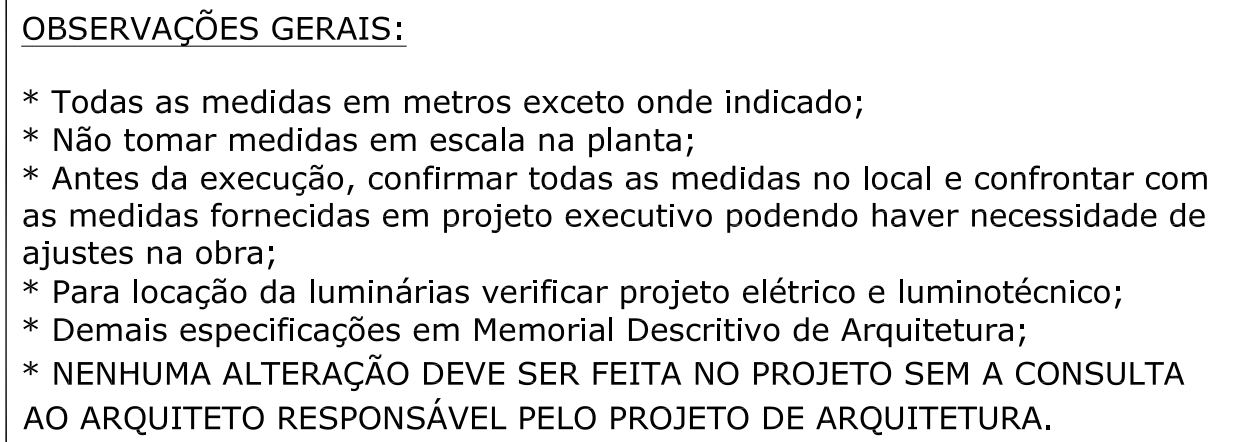 OBSERVAÇÕES GERAIS:
* Todas as medidas em metros exceto onde indicado;
* Não tomar medidas em escala na planta;
* Antes da execução, confirmar todas as medidas no local e confrontar com
as medidas fornecidas em projeto executivo podendo haver necessidade de
ajustes na obra;
* Para locação da luminárias verificar projeto elétrico e luminotécnico;
* Demais especificações em Memorial Descritivo de Arquitetura;
* NENHUMA ALTERAÇÃO DEVE SER FEITA NO PROJETO SEM A CONSULTA
AO ARQUITETO RESPONSÁVEL PELO PROJETO DE ARQUITETURA.